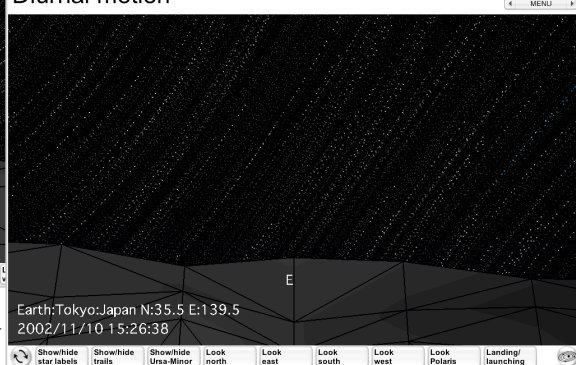 Diurnal motion
MENU
E
Earth:Tokyo:Japan N:35.5 E:139.5
2002/11/10 15:26:38
Show/hide star labels
Show/hide trails
Show/hide Ursa-Minor
Look north
Look east
Look south
Look west
Look Polaris
Landing/ launching